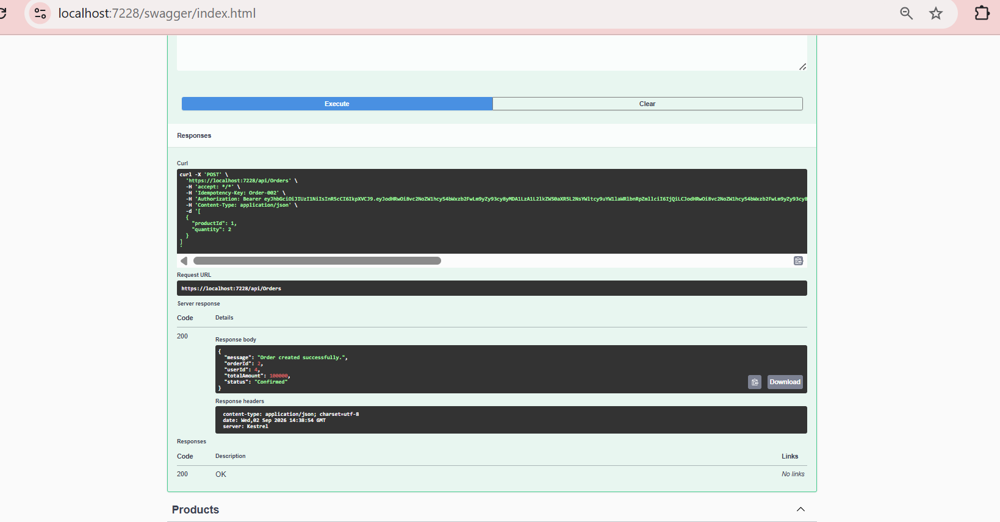 localhost:7228/swagger/index.html
Execute
Clear
Responses
Curl
curl -X 'POST' \
'https://localhost:7228/api/Orders' \
-H 'accept: */*' \
-H 'Idempotency-Key: Order-002' \
-H 'Authorization: Bearer
-H 'Content-Type: application/json' \
-d '[
{
"productId": 1,
"quantity": 2
}
]
'
Request URL
https://localhost:7228/api/Orders
Server response
Code Details
200
Response body
{
"message": "Order created successfully.",
"orderId": 2,
"userId": 4,
"totalAmount": 100000,
"status": "Confirmed"
}
Download
Response headers
content-type: application/json; charset=utf-8
date: Wed,02 Sep 2026 14:38:54 GMT
server: Kestrel
Responses
Code Description Links
200 OK No links
Products